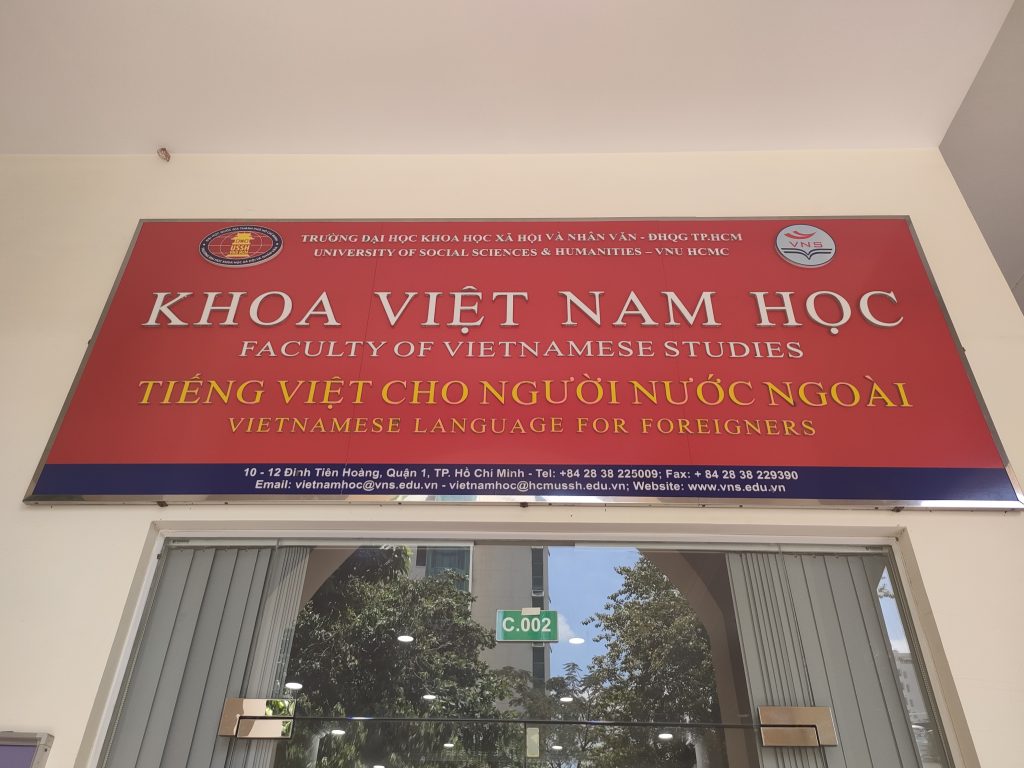 TRƯỜNG ĐẠI HỌC KHOA HỌC XÃ HỘI VÀ NHÂN VĂN - ĐHQG TP.HCM
UNIVERSITY OF SOCIAL SCIENCES & HUMANITIES – VNU HCMC
VNS
KHOA VIỆT NAM HỌC
FACULTY OF VIETNAMESE STUDIES
TIẾNG VIỆT CHO NGƯỜI NƯỚC NGOÀI
VIETNAMESE LANGUAGE FOR FOREIGNERS
10 - 12 Đinh Tiên Hoàng, Quận 1, TP. Hồ Chí Minh - Tel: +84 28 38 225009; Fax: + 84 28 38 229390
Email: vietnamhoc@vns.edu.vn - vietnamhoc@hcmussh.edu.vn; Website: www.vns.edu.vn
C.002